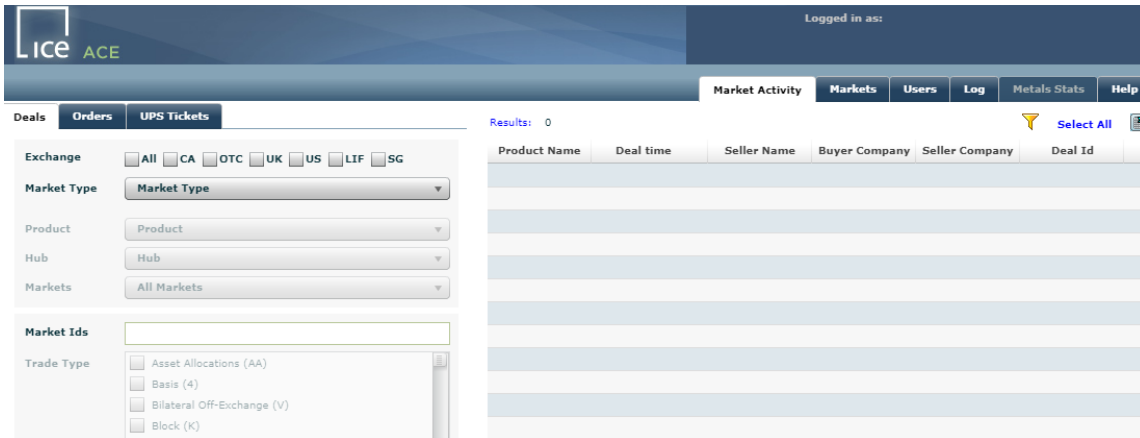 Logged in as:
ice ACE
Market Activity Markets Users Log Metals Stats Help
Deals Orders UPS Tickets
Results: 0 Select All
Exchange All CA OTC UK US LIF SG
Product Name Deal time Seller Name Buyer Company Seller Company Deal Id
Market Type Market Type
Product Product
Hub Hub
Markets All Markets
Market Ids
Trade Type Asset Allocations (AA)
Basis (4)
Bilateral Off-Exchange (V)
Block (K)